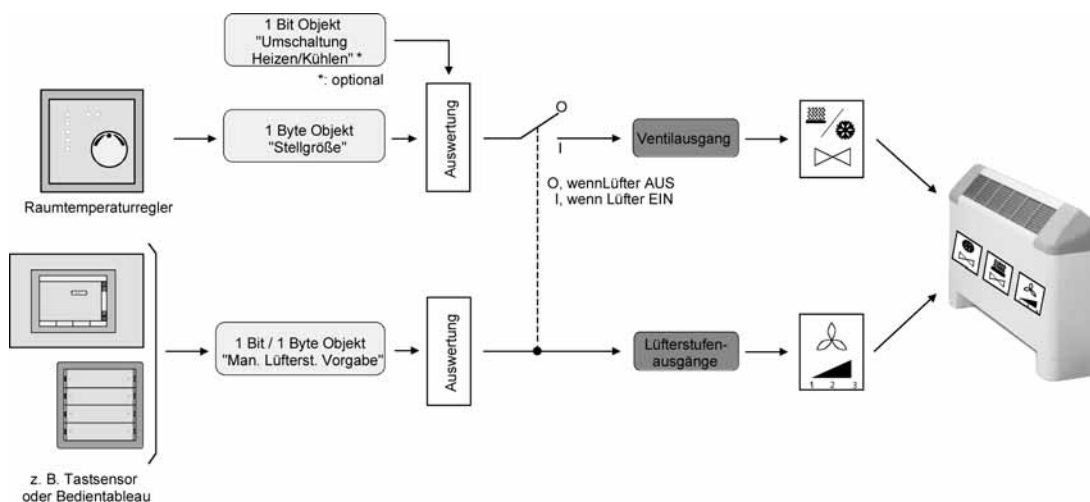 1 Bit Objekt
"Umschaltung
Heizen/Kühlen" *
*: optional
Raumtemperaturregler
1 Byte Objekt
"Stellgröße"
Auswertung
O
I
O, wennLüfter AUS
I, wenn Lüfter EIN
Ventilausgang
1 Bit / 1 Byte Objekt
"Man. Lüfterst. Vorgabe"
Auswertung
Lüfterstufen-
ausgänge
1 2 3
z. B. Tastsensor
oder Bedientableau